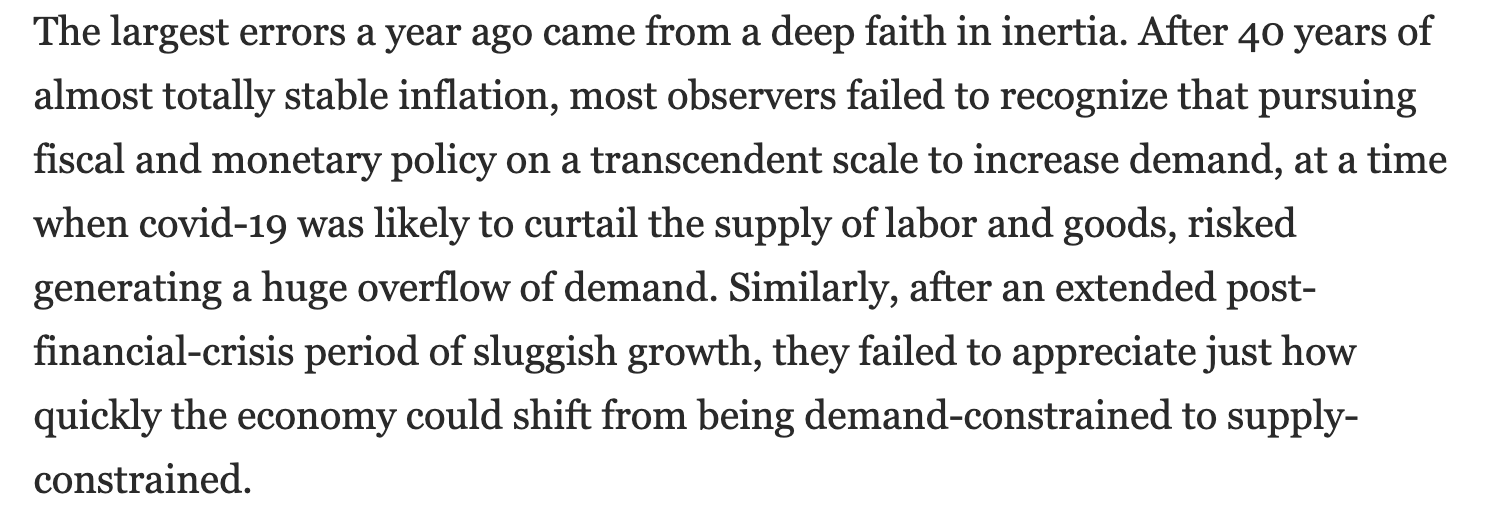 The largest errors a year ago came from a deep faith in inertia. After 40 years of
almost totally stable inflation, most observers failed to recognize that pursuing
fiscal and monetary policy on a transcendent scale to increase demand, at a time
when covid-19 was likely to curtail the supply of labor and goods, risked
generating a huge overflow of demand. Similarly, after an extended post-
financial-crisis period of sluggish growth, they failed to appreciate just how
quickly the economy could shift from being demand-constrained to supply-
constrained.